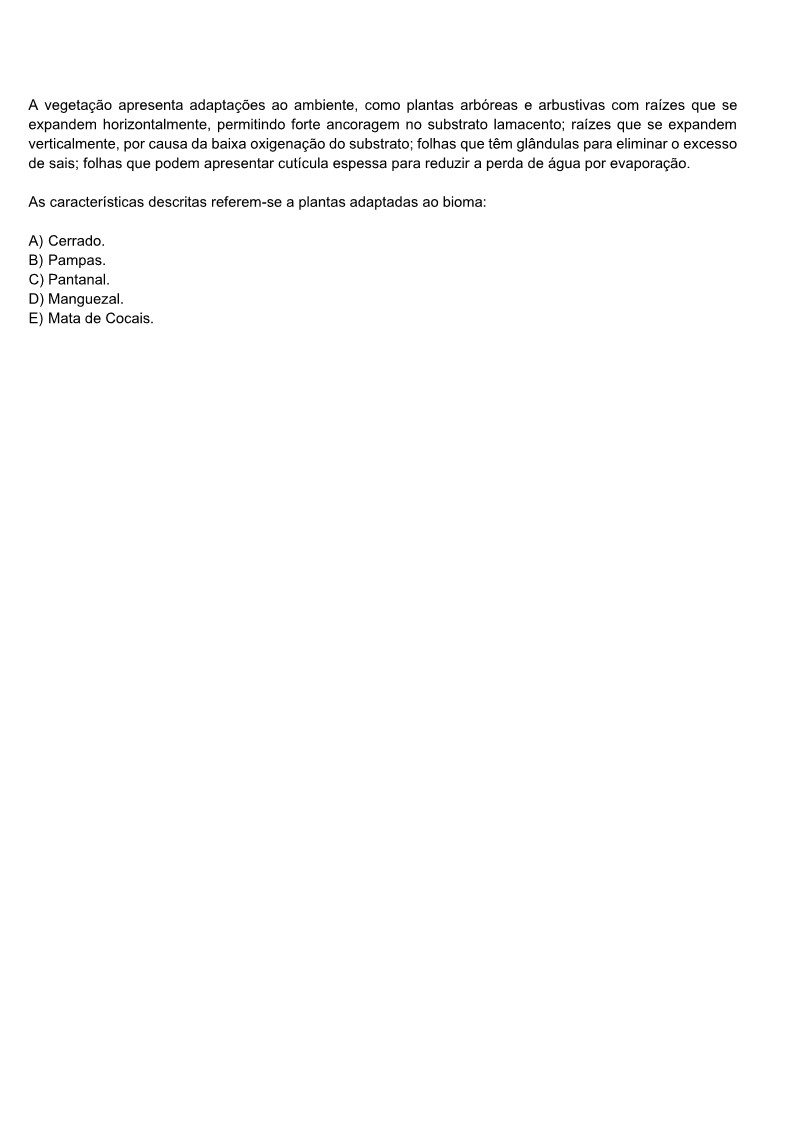 A vegetação apresenta adaptações ao ambiente, como plantas arbóreas e arbustivas com raízes que se
expandem horizontalmente, permitindo forte ancoragem no substrato lamacento; raízes que se expandem
verticalmente, por causa da baixa oxigenação do substrato; folhas que têm glândulas para eliminar o excesso
de sais; folhas que podem apresentar cutícula espessa para reduzir a perda de água por evaporação.
As características descritas referem-se a plantas adaptadas ao bioma:
A) Cerrado.
B) Pampas.
C) Pantanal.
D) Manguezal.
E) Mata de Cocais.